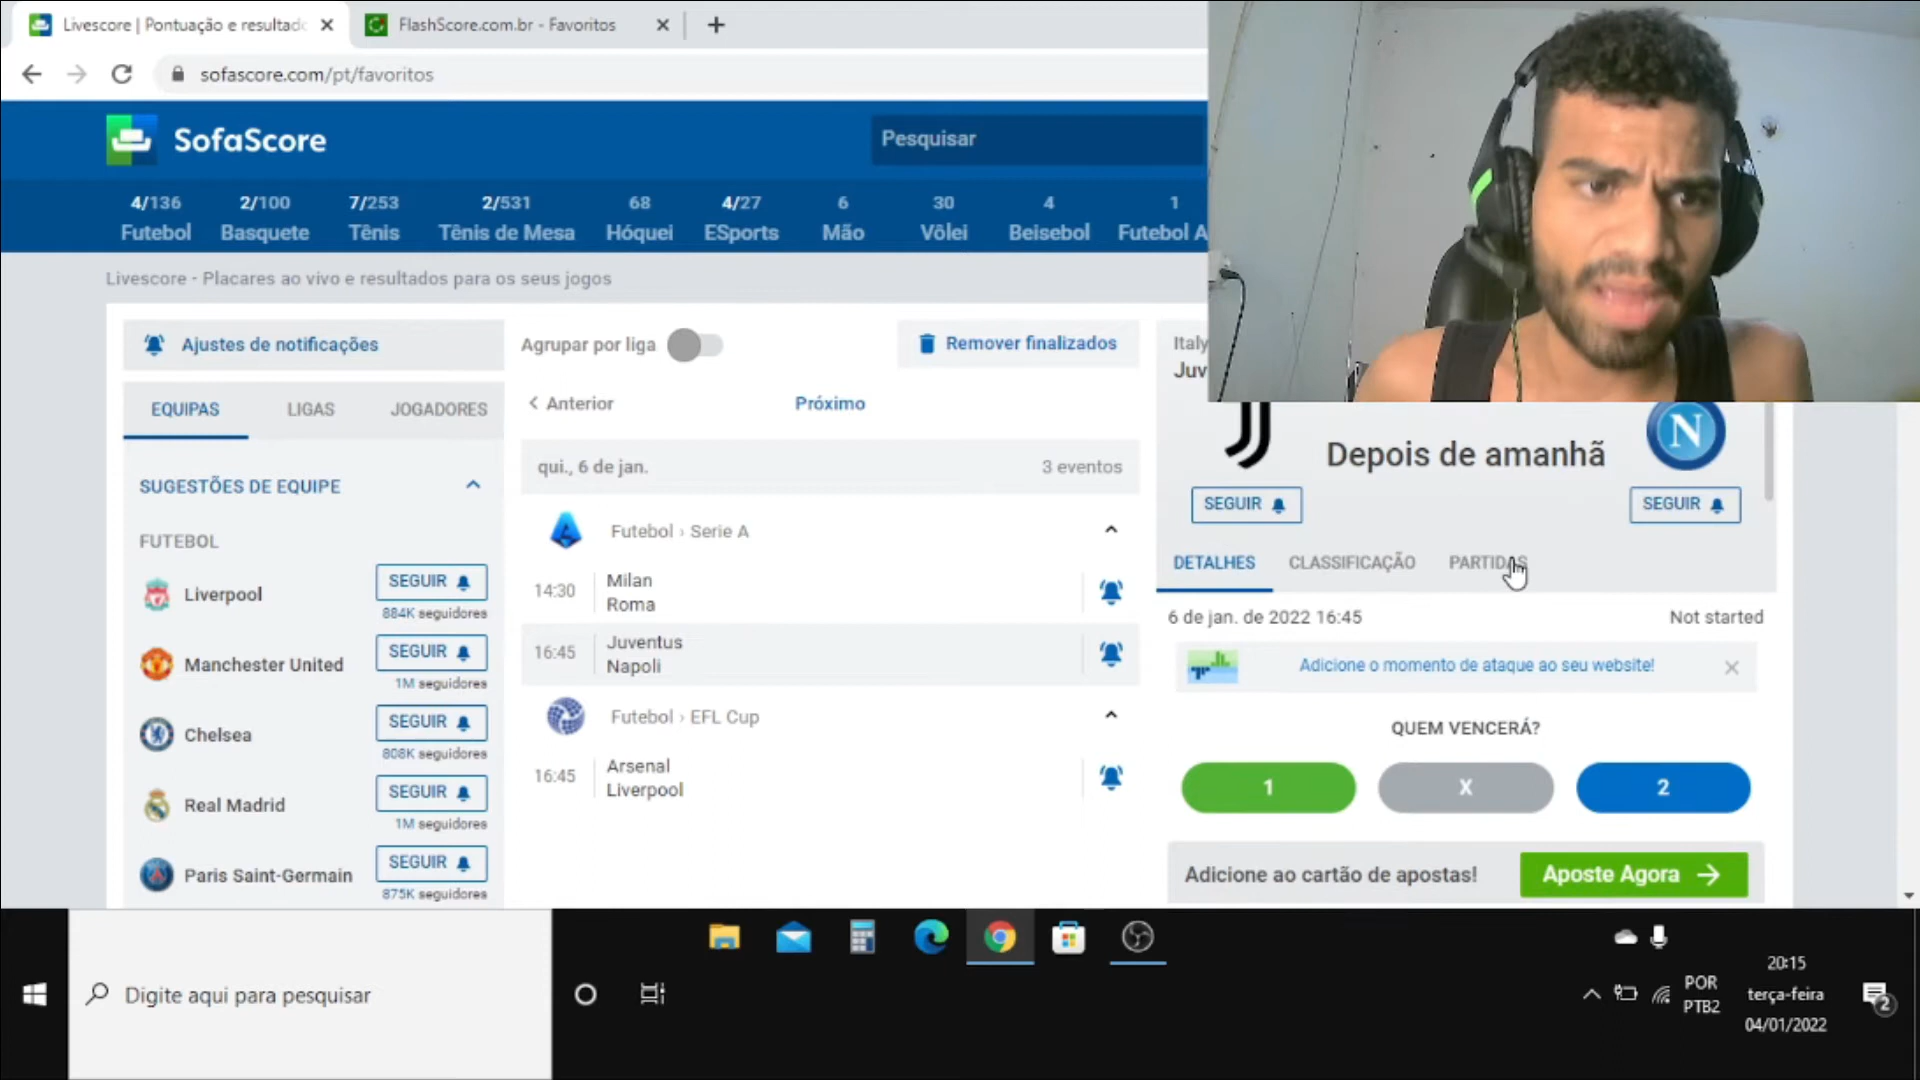 Livescore | Pontuação e resultado
FlashScore.com.br - Favoritos
sofascore.com/pt/favoritos
SofaScore
Pesquisar
4/136 2/100 7/253 2/531 68 4/27 6 30 4 1
Futebol Basquete Tênis Tênis de Mesa Hóquei ESports Mão Vôlei Beisebol Futebol A
Livescore - Placares ao vivo e resultados para os seus jogos
Ajustes de notificações
EQUIPAS LIGAS JOGADORES
SUGESTÕES DE EQUIPE
FUTEBOL
Liverpool SEGUIR
884K seguidores
Manchester United SEGUIR
1M seguidores
Chelsea SEGUIR
808K seguidores
Real Madrid SEGUIR
1M seguidores
Paris Saint-Germain SEGUIR
875K seguidores
Agrupar por liga
Remover finalizados
Anterior Próximo
qui., 6 de jan. 3 eventos
Futebol › Serie A
14:30 Milan
Roma
16:45 Juventus
Napoli
Futebol › EFL Cup
16:45 Arsenal
Liverpool
Italy
Juv
Depois de amanhã
N
SEGUIR SEGUIR
DETALHES CLASSIFICAÇÃO PARTIDAS
6 de jan. de 2022 16:45 Not started
Adicione o momento de ataque ao seu website!
QUEM VENCERÁ?
1 X 2
Adicione ao cartão de apostas! Aposte Agora
Digite aqui para pesquisar
POR
PTB2
20:15
terça-feira
04/01/2022
2